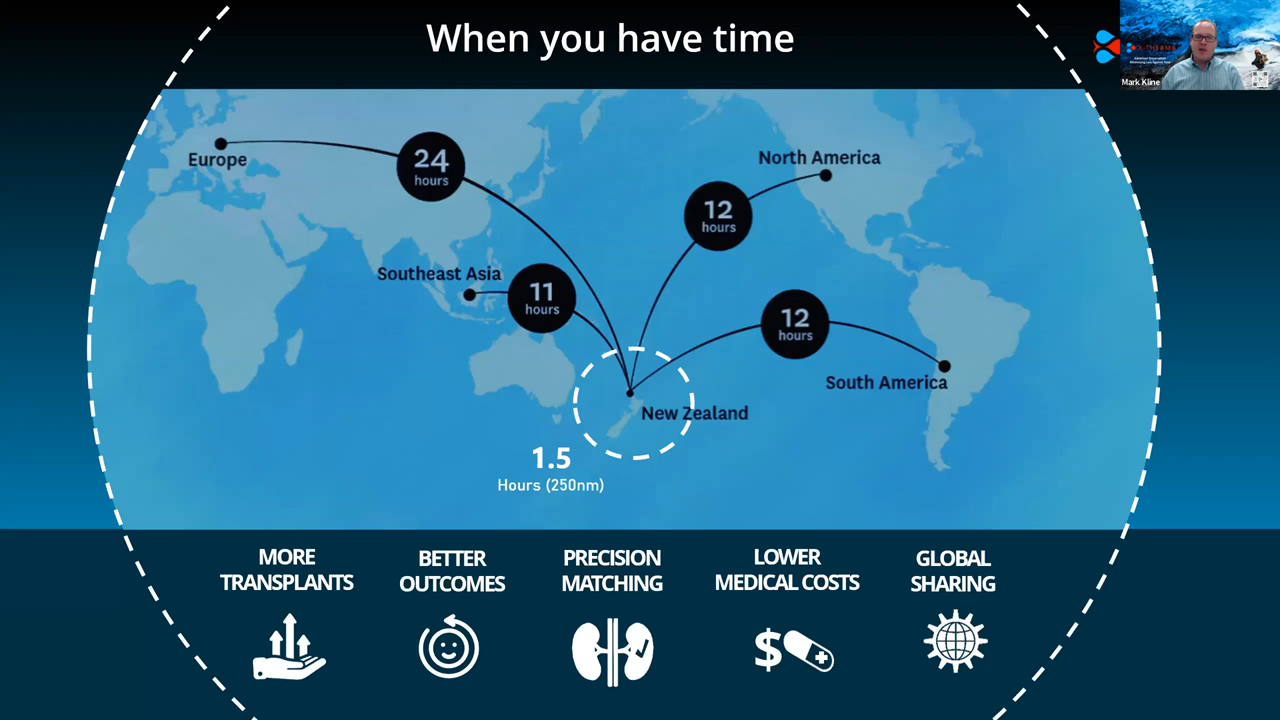 When you have time
Mark Kline
Europe
24
hours
North America
12
hours
Southeast Asia
11
hours
12
hours
South America
New Zealand
1.5
Hours (250nm)
MORE
TRANSPLANTS
BETTER
OUTCOMES
PRECISION
MATCHING
LOWER
MEDICAL COSTS
GLOBAL
SHARING
$